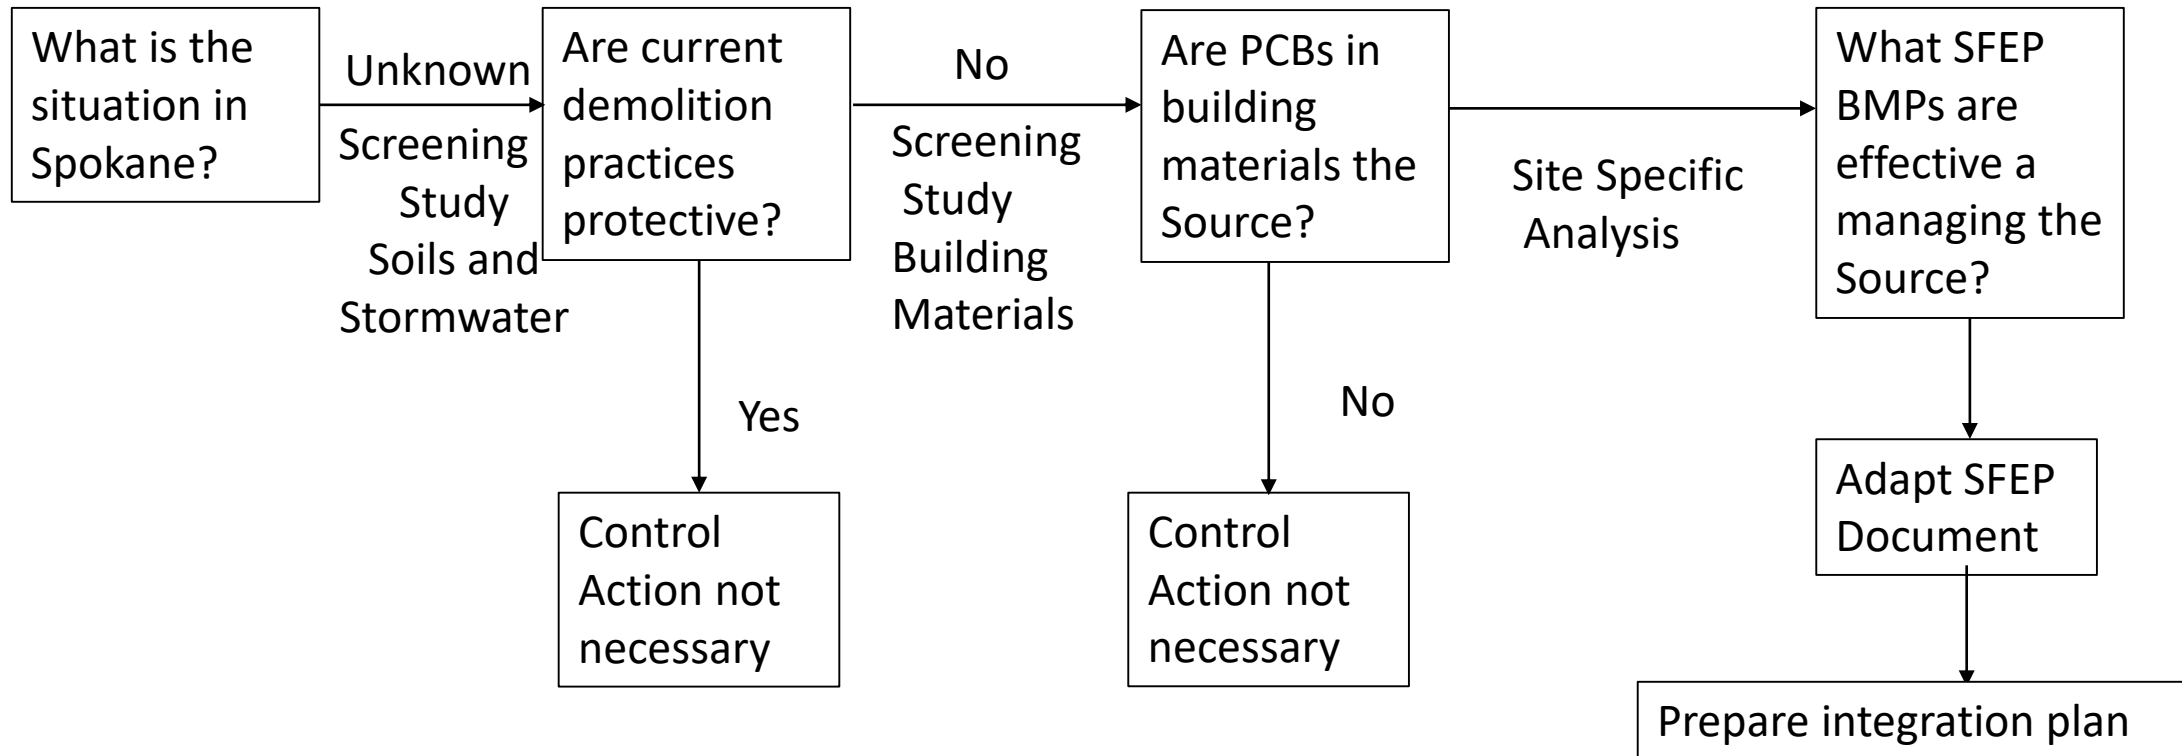 What is the
situation in
Spokane?
Unknown
Screening
Study
Soils and
Stormwater
Are current
demolition
practices
protective?
Yes
Control
Action not
necessary
No
Screening
Study
Building
Materials
Are PCBs in
building
materials the
Source?
No
Control
Action not
necessary
Site Specific
Analysis
What SFEP
BMPs are
effective a
managing the
Source?
Adapt SFEP
Document
Prepare integration plan